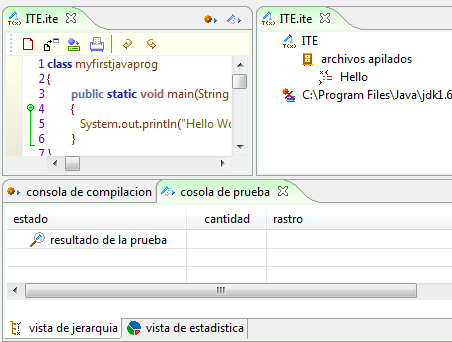 ITE.ite
1 class myfirstjavaprog
2 {
3 public static void main(String
4 {
5 System.out.println("Hello Wo
6 }
7 }
ITE.ite
ITE
archivos apilados
Hello
C:\Program Files\Java\jdk1.6
consola de compilacion
cosola de prueba
estado cantidad rastro
resultado de la prueba
vista de jerarquia
vista de estadistica